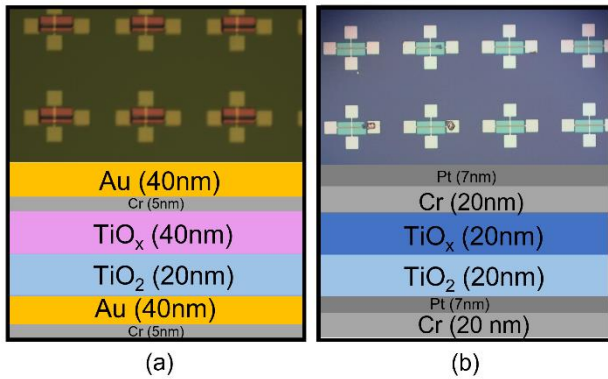 Au (40nm)
Cr (5nm)
TiOx (40nm)
TiO2 (20nm)
Au (40nm)
Cr (5nm)
(a)
Pt (7nm)
Cr (20nm)
TiOx (20nm)
TiO2 (20nm)
Pt (7nm)
Cr (20 nm)
(b)